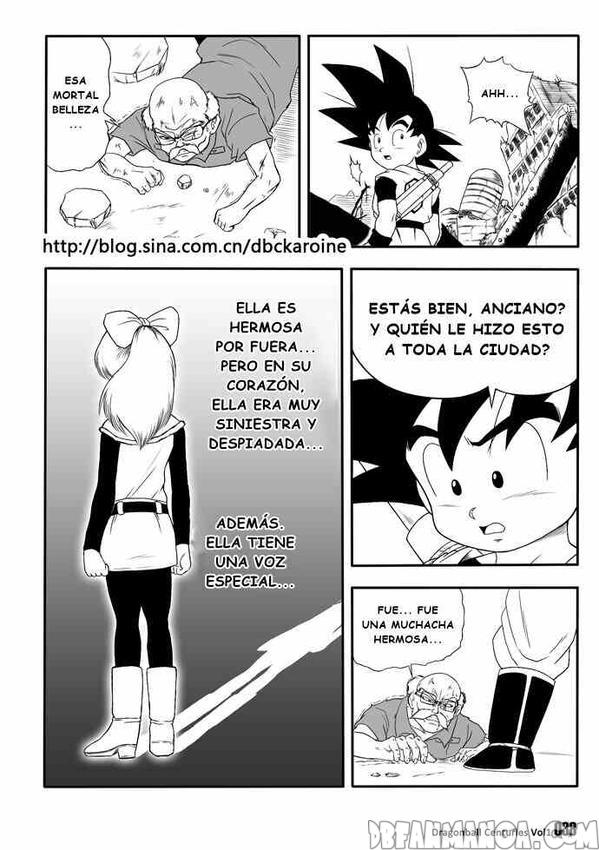 AHH...
ESA
MORTAL
BELLEZA
...
http://blog.sina.com.cn/dbckaroine
ESTÁS BIEN, ANCIANO?
Y QUIÉN LE HIZO ESTO
A TODA LA CIUDAD?
FUE... FUE
UNA MUCHACHA
HERMOSA...
ELLA ES
HERMOSA
POR FUERA...
PERO EN SU
CORAZÓN,
ELLA ERA MUY
SINIESTRA Y
DESPIADADA...
ADEMÁS.
ELLA TIENE
UNA VOZ
ESPECIAL...
Dragonball Centuries Vol1
DBFANMANGA.COM